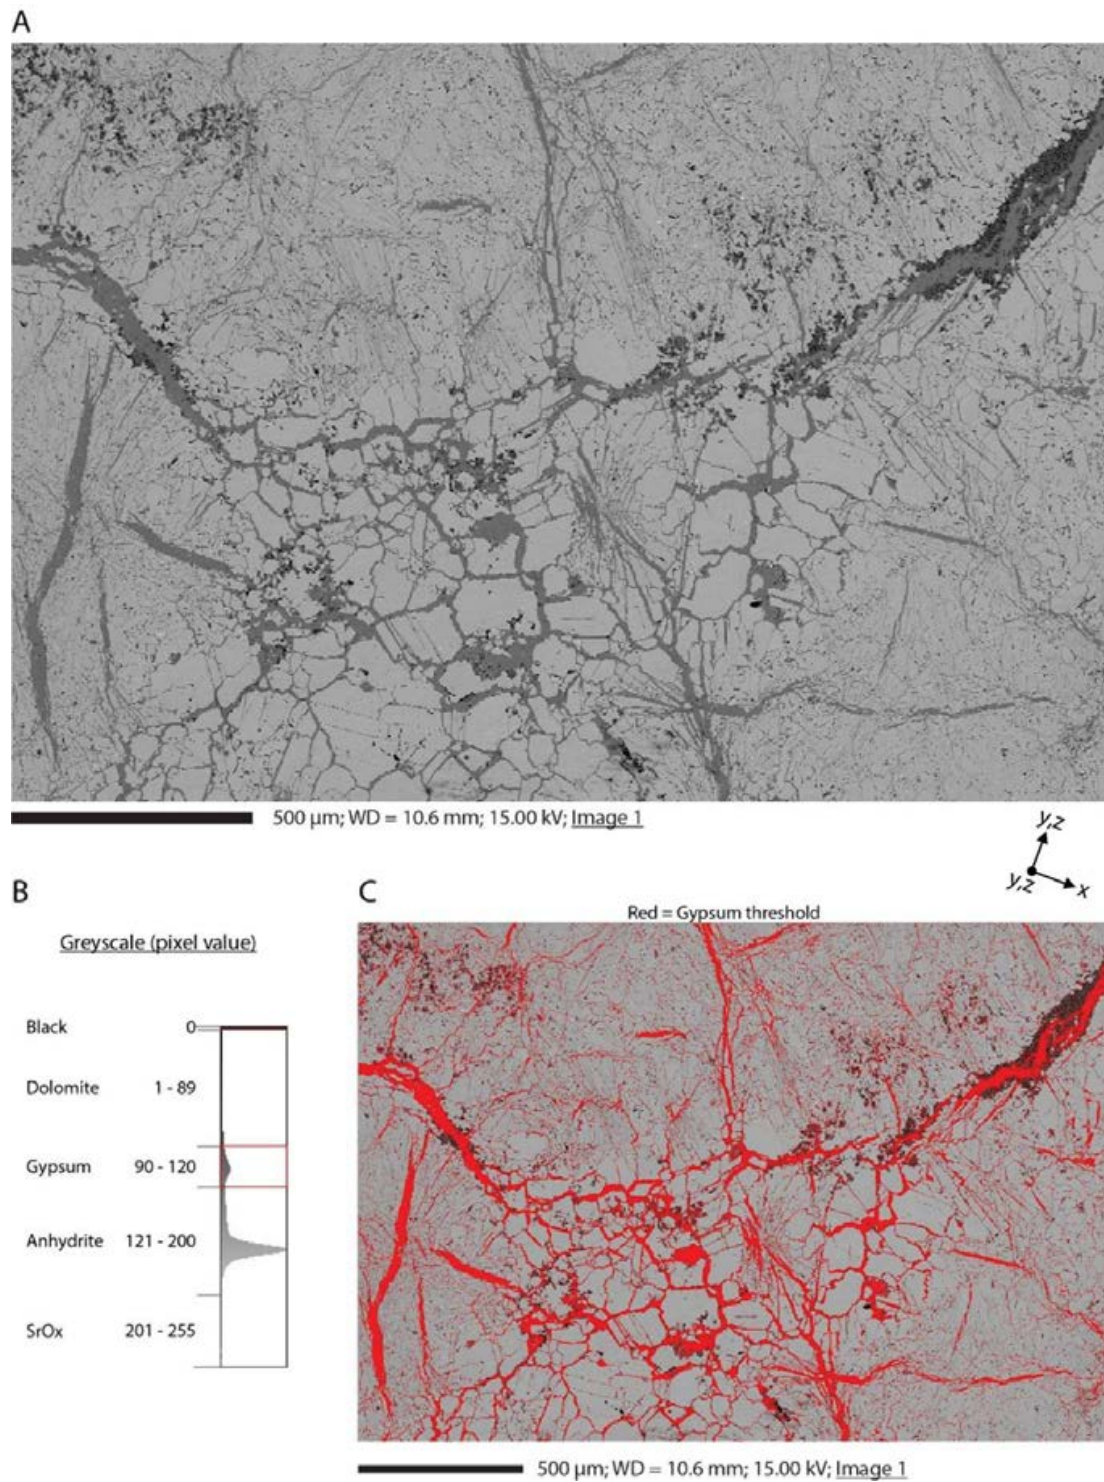 A
500 µm; WD = 10.6 mm; 15.00 kV; Image 1
y,z
y,z
x
B
Greyscale (pixel value)
Black 0
Dolomite 1 - 89
Gypsum 90 - 120
Anhydrite 121 - 200
SrOx 201 - 255
C
Red = Gypsum threshold
500 µm; WD = 10.6 mm; 15.00 kV; Image 1